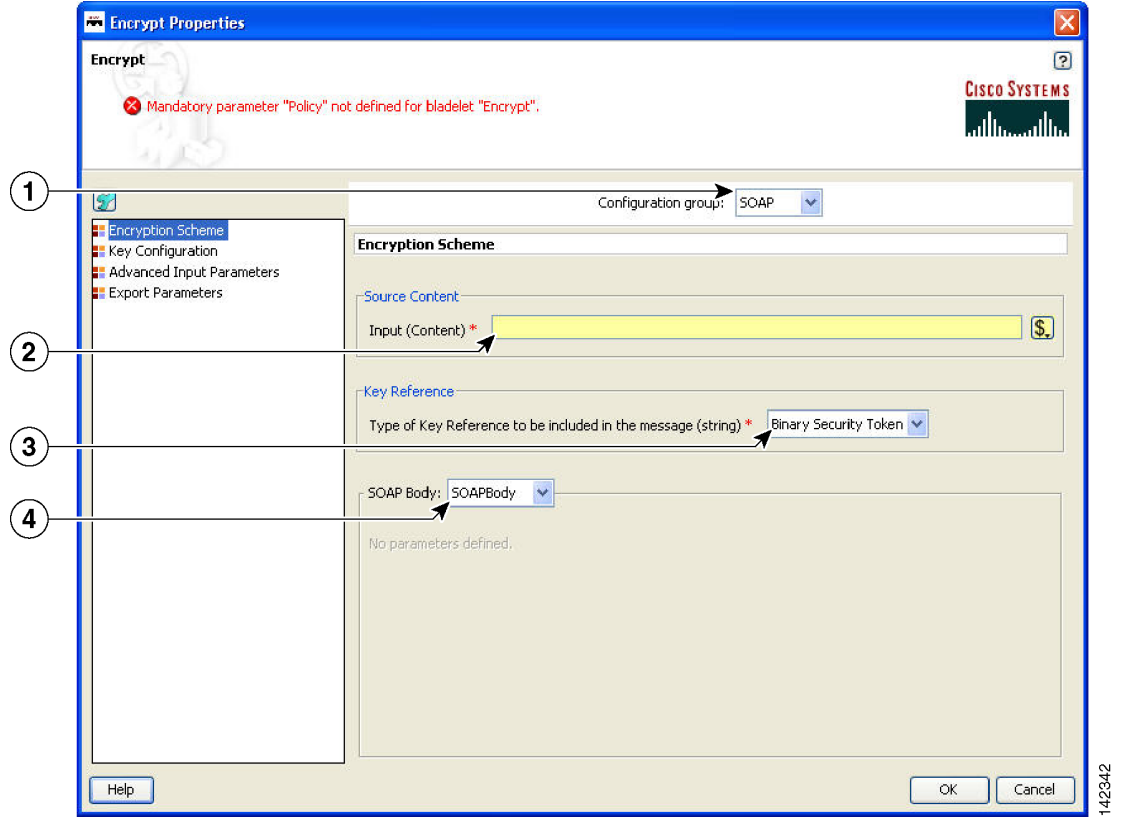 Encrypt Properties
Encrypt
?
CISCO SYSTEMS
Mandatory parameter "Policy" not defined for bladelet "Encrypt".
1
Configuration group: SOAP
Encryption Scheme
Key Configuration
Advanced Input Parameters
Export Parameters
Encryption Scheme
Source Content
Input (Content) *
$
2
Key Reference
Type of Key Reference to be included in the message (string) * Binary Security Token
3
SOAP Body: SOAPBody
4
No parameters defined.
Help
OK
Cancel
142342